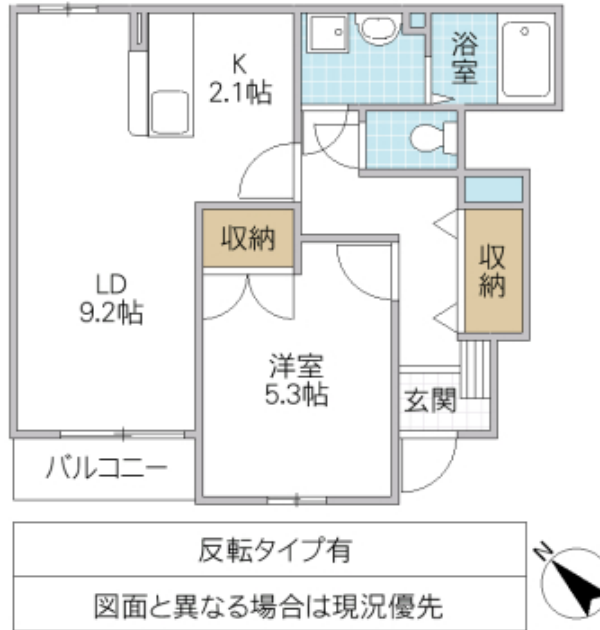 K
2.1帖
浴室
収納
LD
9.2帖
収納
洋室
5.3帖
玄関
バルコニー
反転タイプ有
図面と異なる場合は現況優先
N